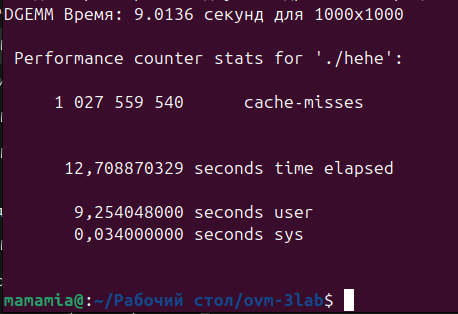 DGEMM Время: 9.0136 секунд для 1000x1000
Performance counter stats for './hehe':
1 027 559 540 cache-misses
12,708870329 seconds time elapsed
9,254048000 seconds user
0,034000000 seconds sys
mamamia@:~/Рабочий стол/ovm-3lab$